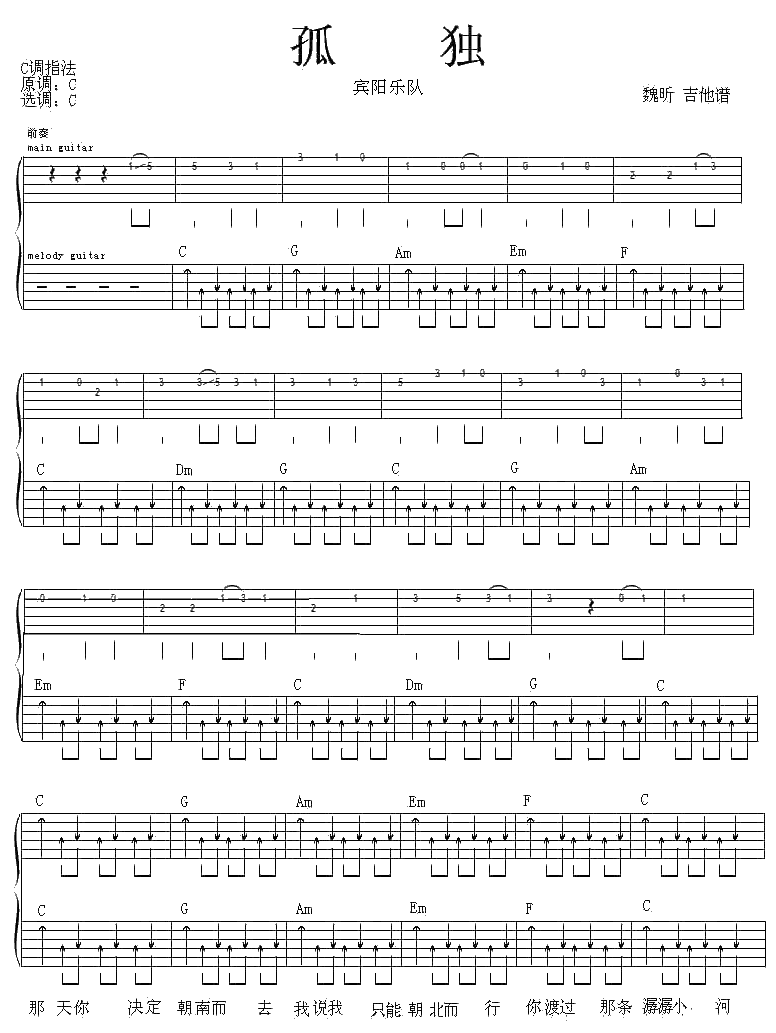 孤 独
C调指法
原调：C
选调：C
宾阳乐队
魏昕 吉他谱
前奏
main guitar
1 5 5 3 1 3 1 0 1 0 0 1 0 1 0 2 2 1 3
melody guitar
C G Am Em F
1 0 2 1 3 3 5 3 1 3 1 3 5 3 1 0 3 1 0 3 1 0 3 1
C Dm G C G Am
0 1 0 2 2 1 3 1 2 1 3 5 3 1 3 0 1 1
Em F C Dm G C
C G Am Em F C
C G Am Em F C
那 天你 决定 朝南而 去 我说我 只能 朝北而 行 你渡过 那条 潺潺小 河